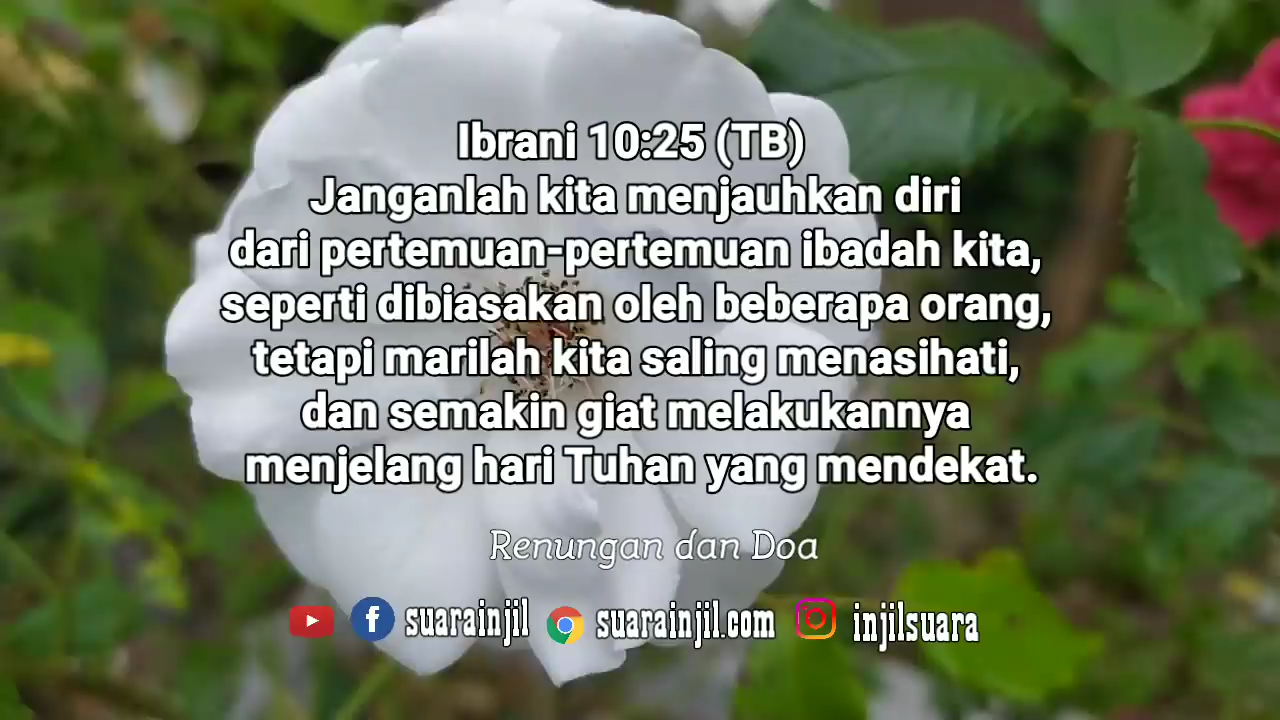 Ibrani 10:25 (TB)
Janganlah kita menjauhkan diri
dari pertemuan-pertemuan ibadah kita,
seperti dibiasakan oleh beberapa orang,
tetapi marilah kita saling menasihati,
dan semakin giat melakukannya
menjelang hari Tuhan yang mendekat.
Renungan dan Doa
suarainjil suarainjil.com injilsuara